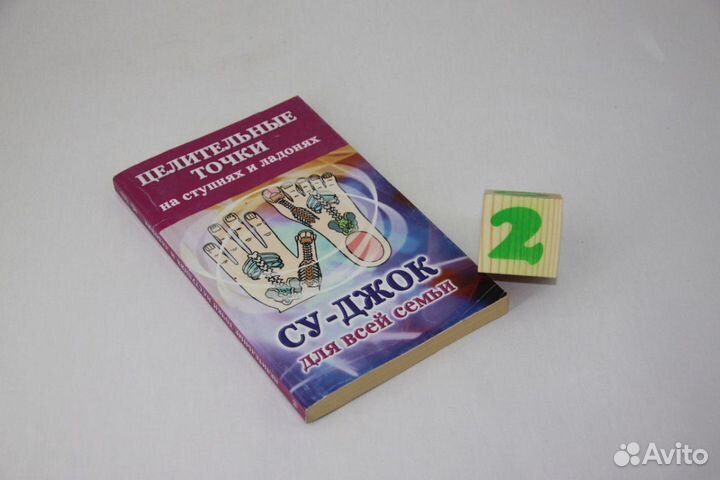 ЦЕЛИТЕЛЬНЫЕ
ТОЧКИ
на ступнях и ладонях
СУ-ДЖОК
для всей семьи
2
Avito